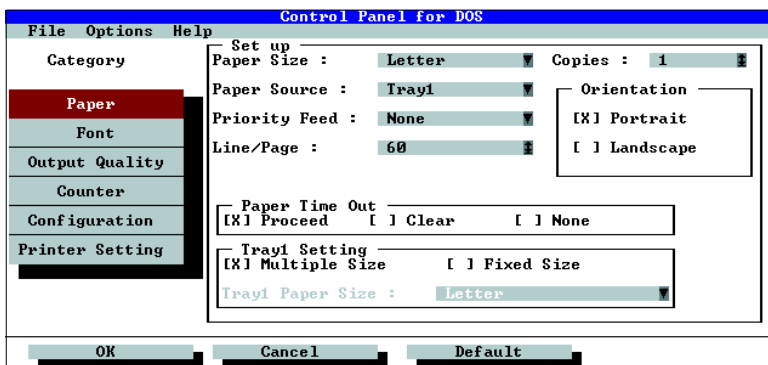 Control Panel for DOS
File Options Help
Category
Paper
Font
Output Quality
Counter
Configuration
Printer Setting
Set up
Paper Size : Letter
Copies : 1
Paper Source : Tray1
Priority Feed : None
Line/Page : 60
Orientation
[X] Portrait
[ ] Landscape
Paper Time Out
[X] Proceed [ ] Clear [ ] None
Tray1 Setting
[X] Multiple Size [ ] Fixed Size
Tray1 Paper Size : Letter
OK Cancel Default